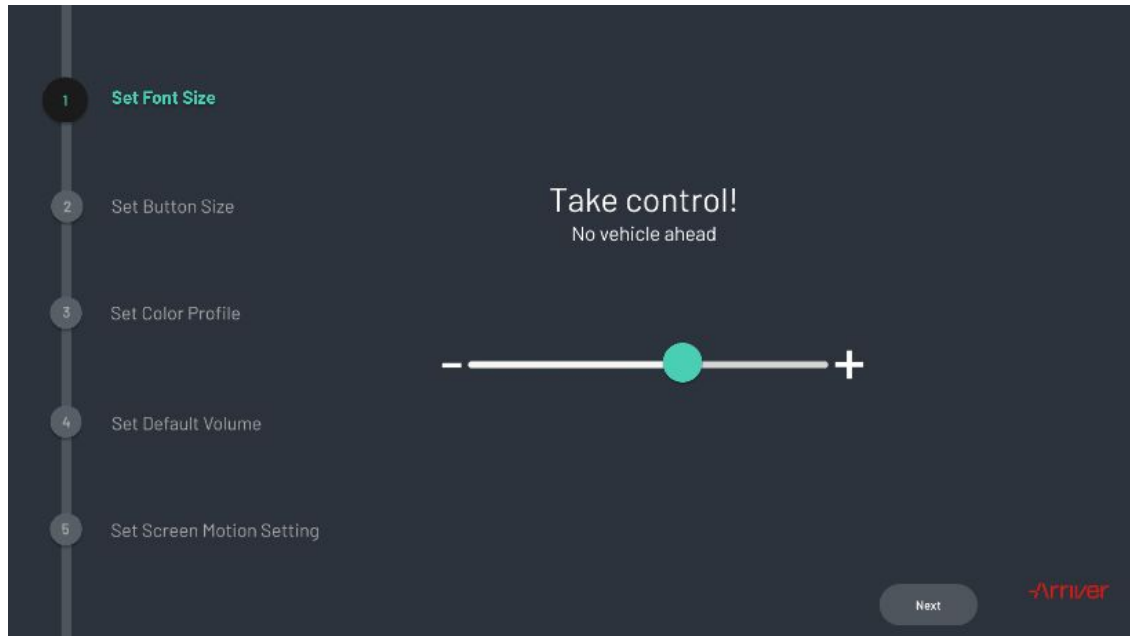 1 Set Font Size
2 Set Button Size
Take control!
No vehicle ahead
3 Set Color Profile
- +
4 Set Default Volume
5 Set Screen Motion Setting
Next
Arriver